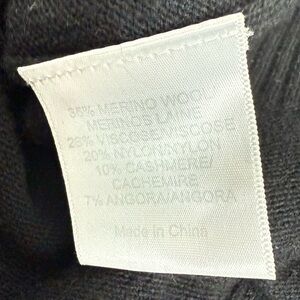 35% MERINO WOOL/
MERINOS LAINE
28% VISCOSE/VISCOSE
20% NYLON/NYLON
10% CASHMERE/
CACHEMIRE
7% ANGORA/ANGORA
Made in China